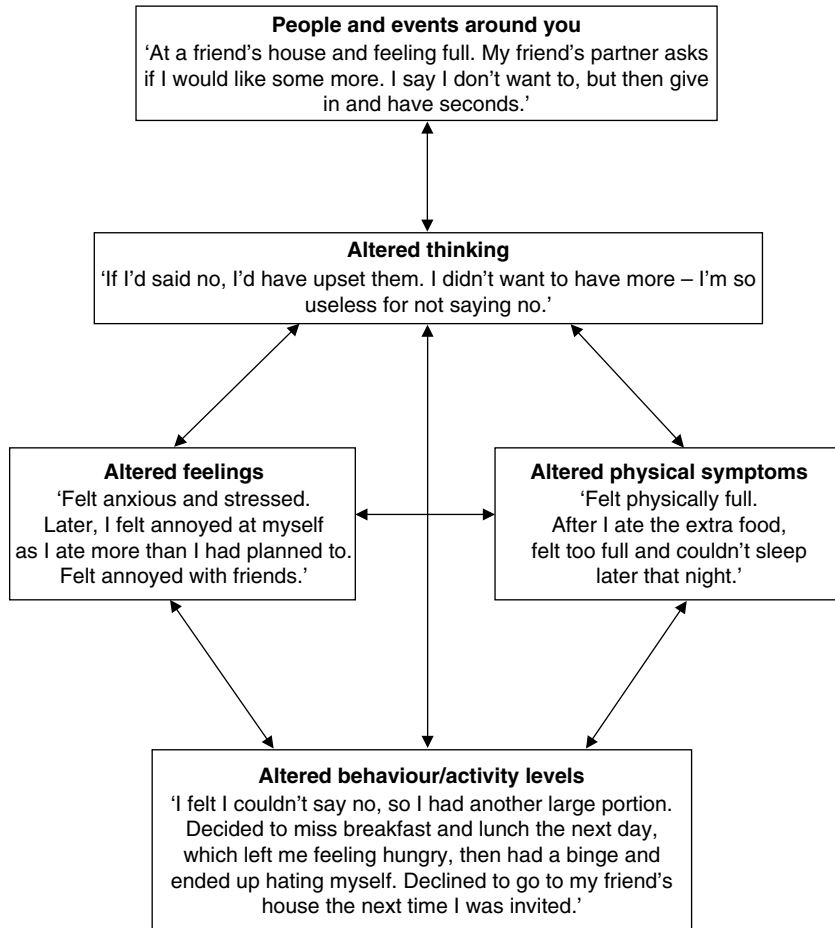 People and events around you
‘At a friend’s house and feeling full. My friend’s partner asks
if I would like some more. I say I don’t want to, but then give
in and have seconds.’
Altered thinking
‘If I’d said no, I’d have upset them. I didn’t want to have more – I’m so
useless for not saying no.’
Altered feelings
‘Felt anxious and stressed.
Later, I felt annoyed at myself
as I ate more than I had planned to.
Felt annoyed with friends.’
Altered physical symptoms
‘Felt physically full.
After I ate the extra food,
felt too full and couldn’t sleep
later that night.’
Altered behaviour/activity levels
‘I felt I couldn’t say no, so I had another large portion.
Decided to miss breakfast and lunch the next day,
which left me feeling hungry, then had a binge and
ended up hating myself. Declined to go to my friend’s
house the next time I was invited.’